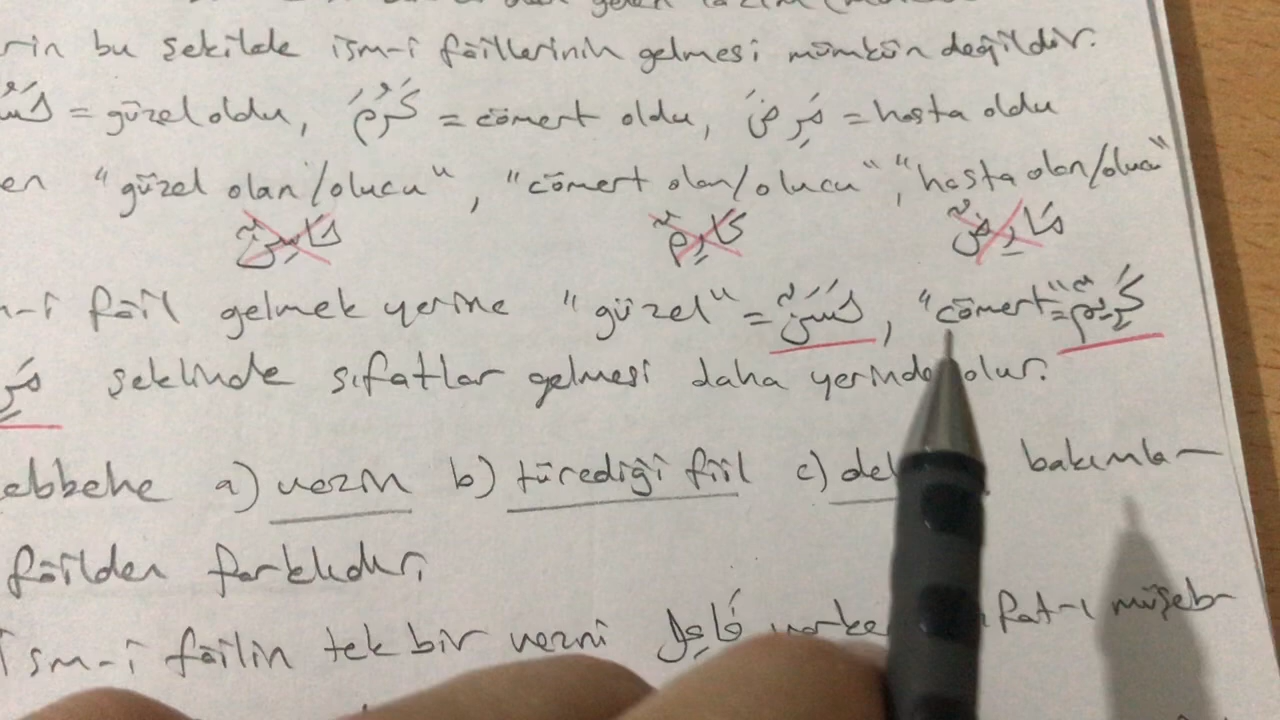 rin bu şekilde ism-i fâillerinin gelmesi mümkün değildir.
= güzel oldu, كَرُمَ = cömert oldu, مَرِضَ = hasta oldu
en "güzel olan/olucu", "cömert olan/olucu", "hasta olan/olucu"
حَاسِنٌ كَارِمٌ مَارِضٌ
m-i fâil gelmek yerine "güzel" = حَسَنٌ, "cömert" = كَرِيمٌ
şeklinde sıfatlar gelmesi daha yerinde olur.
ebbehe a) vezin b) türediği fiil c) bakımla-
fâilden farklıdır.
İsm-i fâilin tek bir vezni فَاعِل fat-ı müşeb-